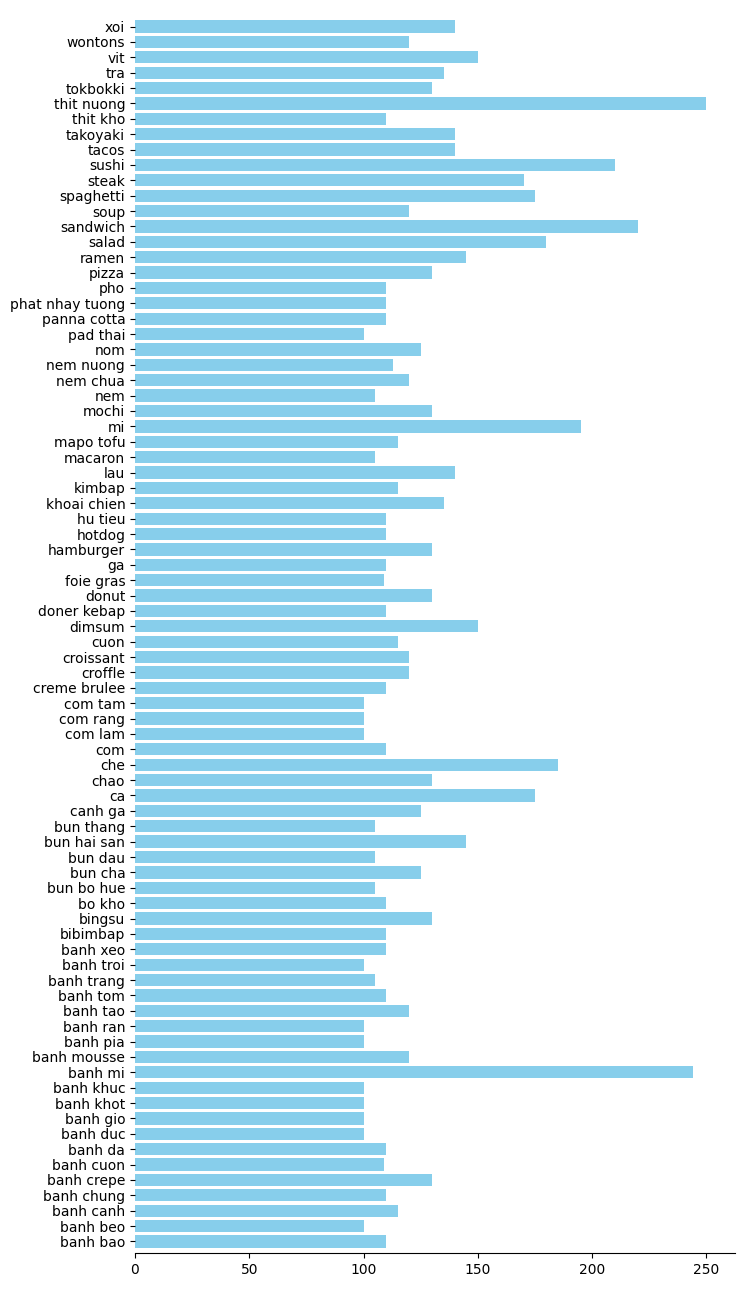 xoi
wontons
vit
tra
tokbokki
thit nuong
thit kho
takoyaki
tacos
sushi
steak
spaghetti
soup
sandwich
salad
ramen
pizza
pho
phat nhay tuong
panna cotta
pad thai
nom
nem nuong
nem chua
nem
mochi
mi
mapo tofu
macaron
lau
kimbap
khoai chien
hu tieu
hotdog
hamburger
ga
foie gras
donut
doner kebap
dimsum
cuon
croissant
croffle
creme brulee
com tam
com rang
com lam
com
che
chao
ca
canh ga
bun thang
bun hai san
bun dau
bun cha
bun bo hue
bo kho
bingsu
bibimbap
banh xeo
banh troi
banh trang
banh tom
banh tao
banh ran
banh pia
banh mousse
banh mi
banh khuc
banh khot
banh gio
banh duc
banh da
banh cuon
banh crepe
banh chung
banh canh
banh beo
banh bao
0 50 100 150 200 250